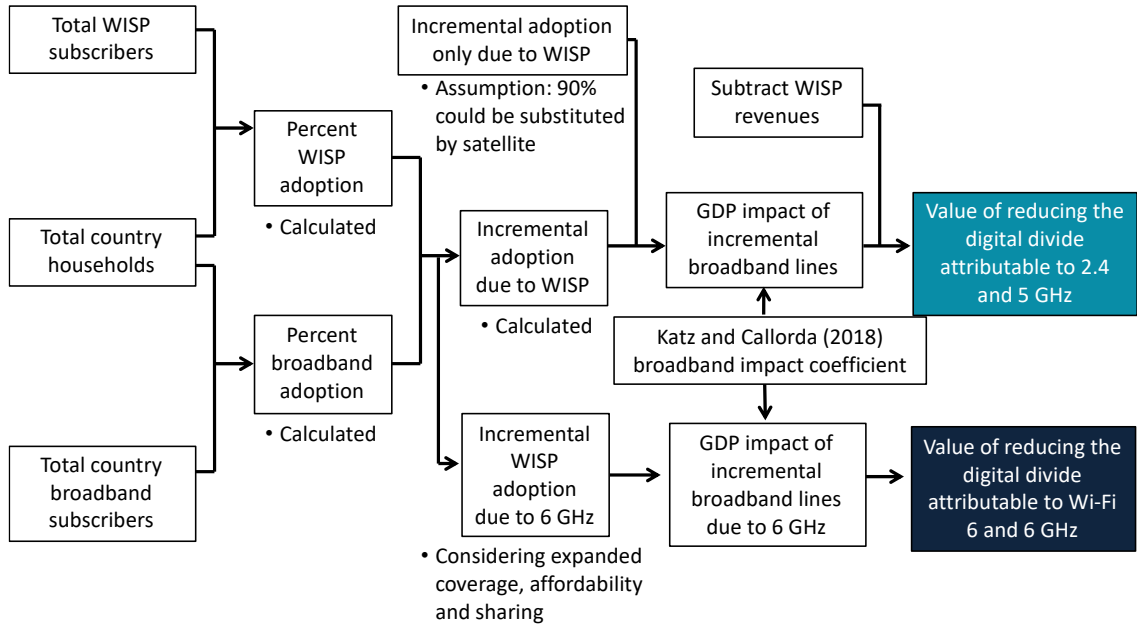 Total WISP
subscribers
Incremental adoption
only due to WISP
• Assumption: 90%
could be substituted
by satellite
Subtract WISP
revenues
Percent
WISP
adoption
• Calculated
Total country
households
Incremental
adoption
due to WISP
• Calculated
GDP impact of
incremental
broadband lines
Value of reducing the
digital divide
attributable to 2.4
and 5 GHz
Percent
broadband
adoption
• Calculated
Katz and Callorda (2018)
broadband impact coefficient
Total country
broadband
subscribers
Incremental
WISP
adoption
due to 6 GHz
• Considering expanded
coverage, affordability
and sharing
GDP impact of
incremental
broadband lines
due to 6 GHz
Value of reducing the
digital divide
attributable to Wi-Fi
6 and 6 GHz